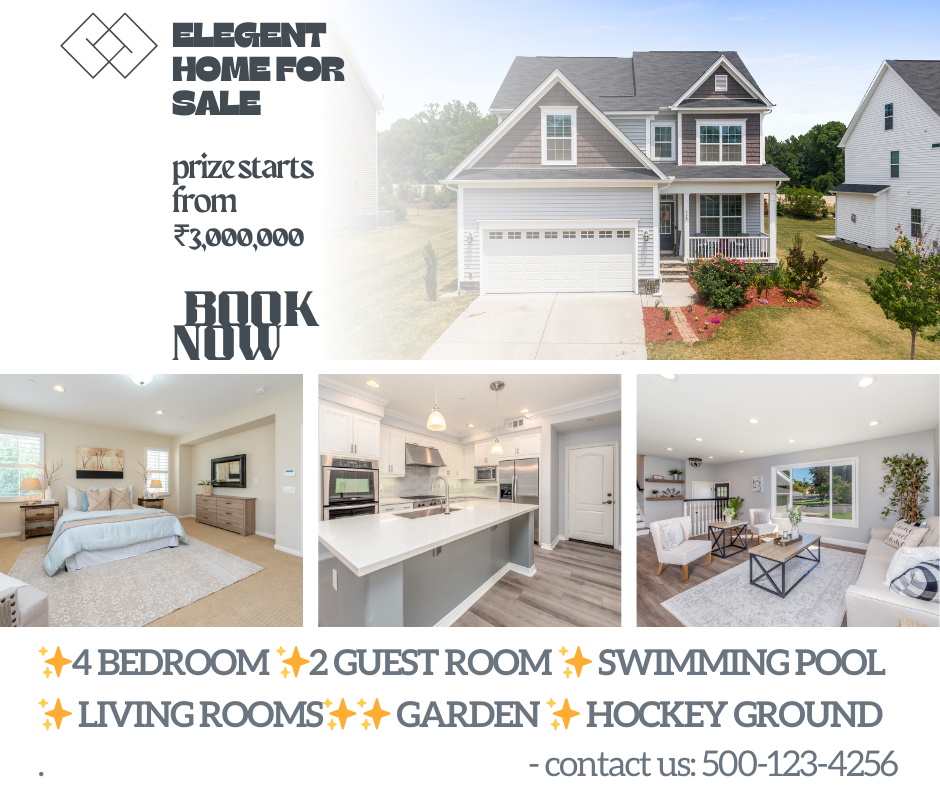 ELEGENT
HOME FOR
SALE
prize starts
from
₹3,000,000
BOOK
NOW
✨4 BEDROOM ✨2 GUEST ROOM ✨ SWIMMING POOL
✨ LIVING ROOMS✨✨ GARDEN ✨ HOCKEY GROUND
. - contact us: 500-123-4256